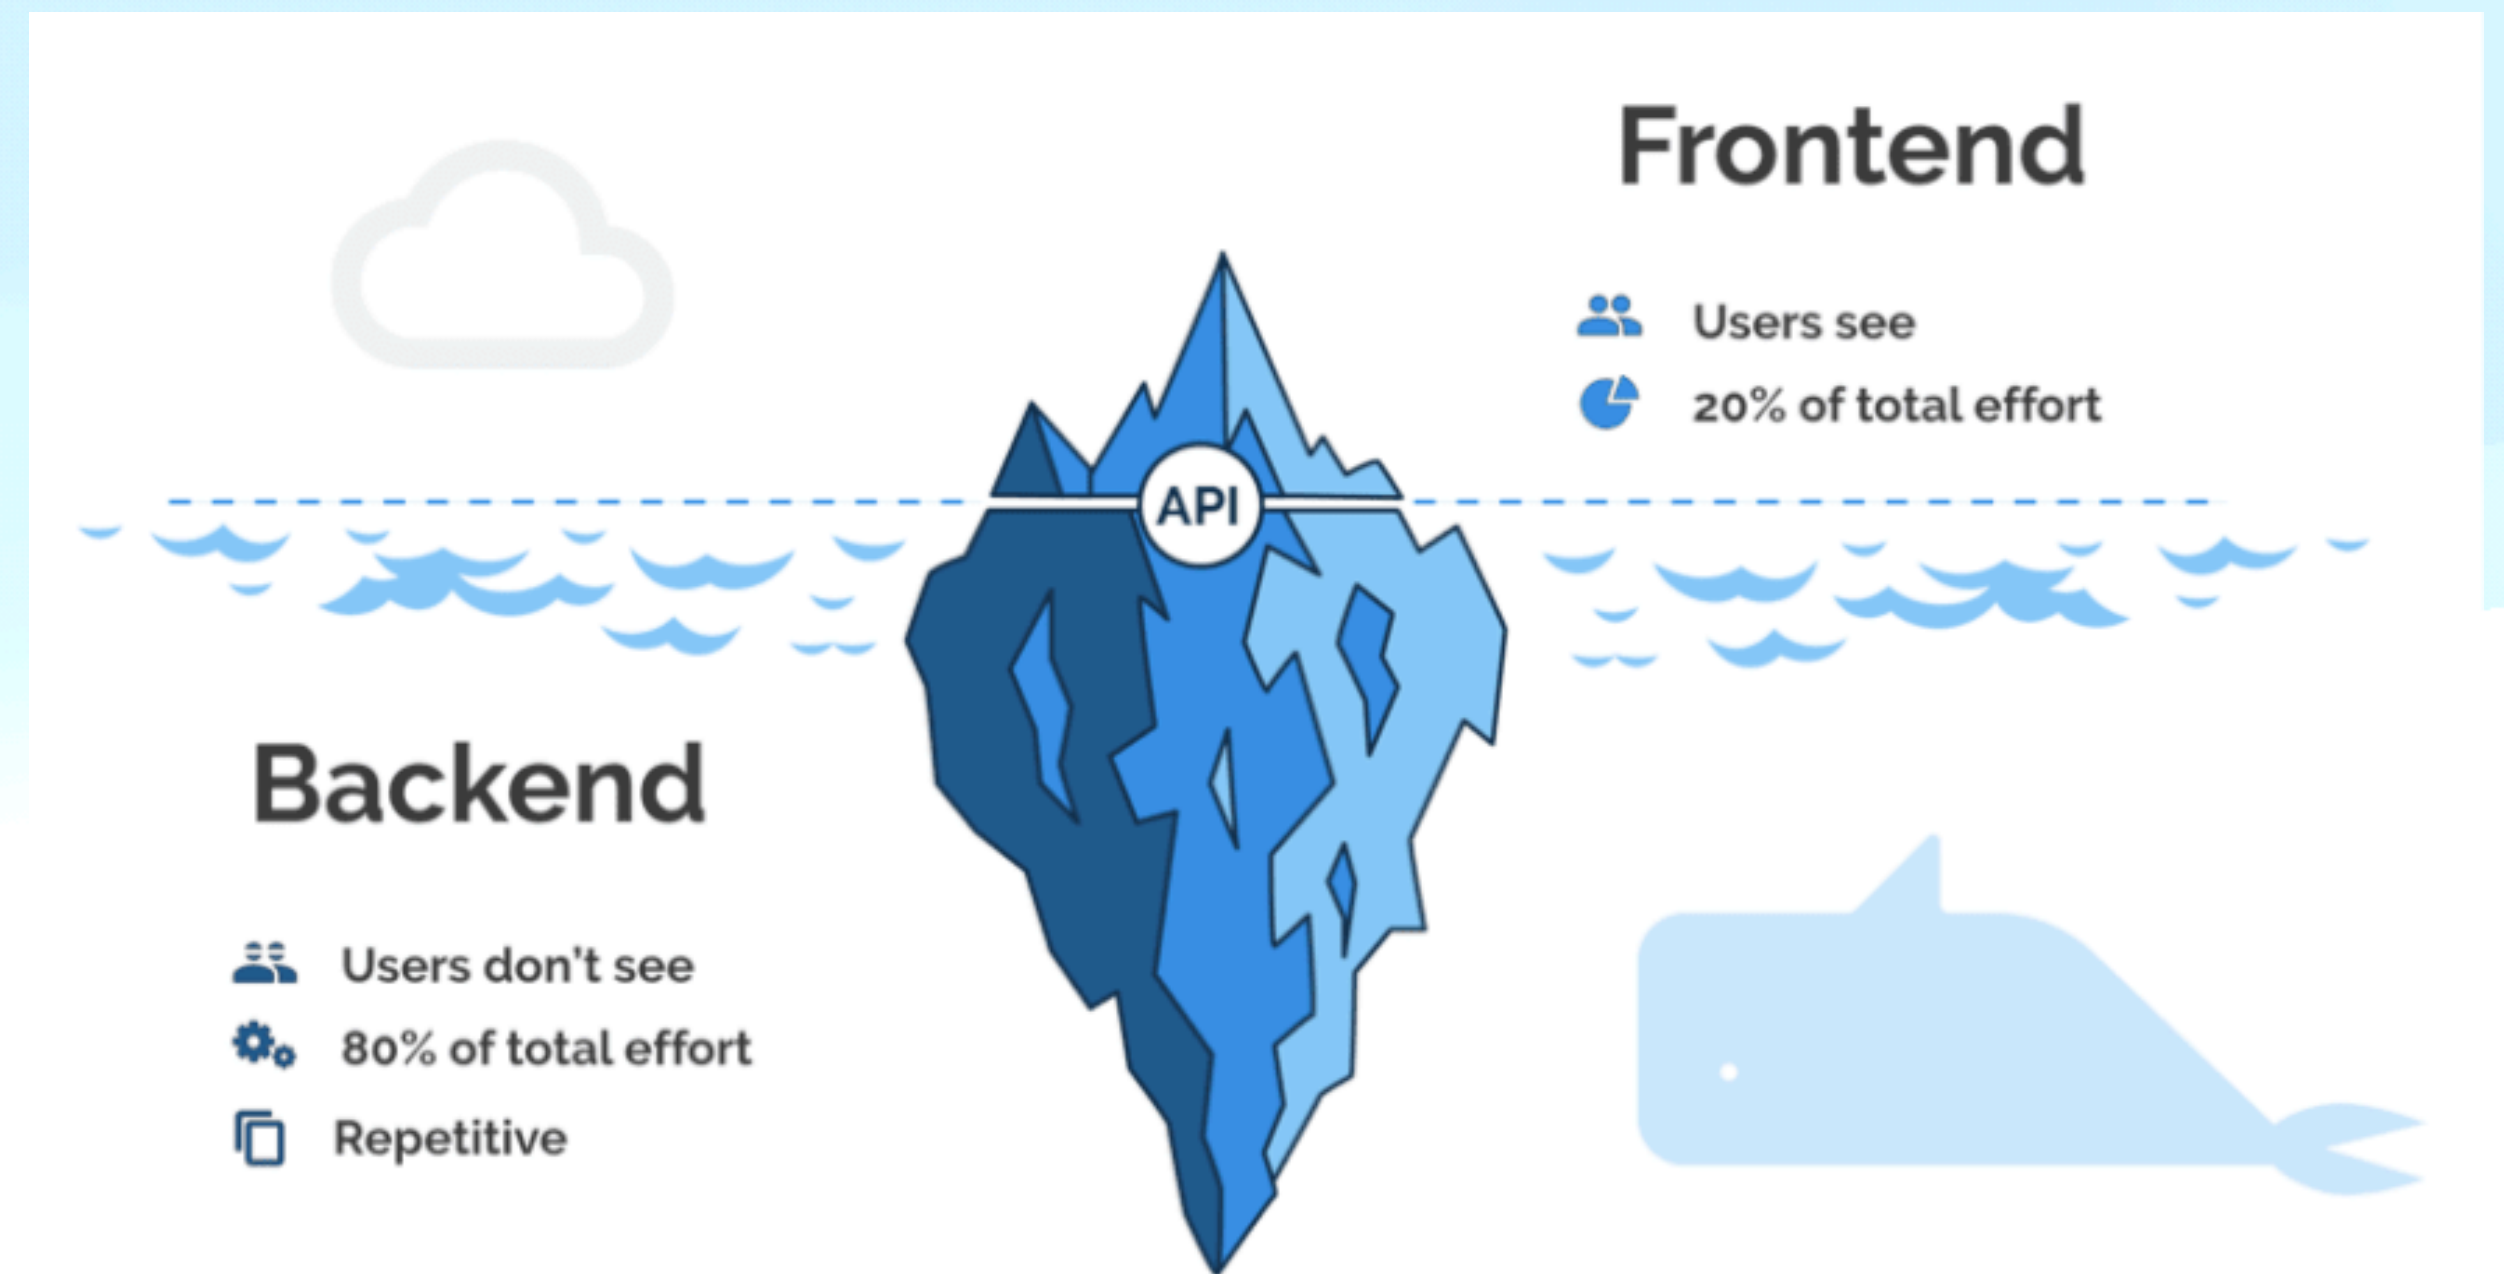 Frontend
Users see
20% of total effort
API
Backend
Users don't see
80% of total effort
Repetitive